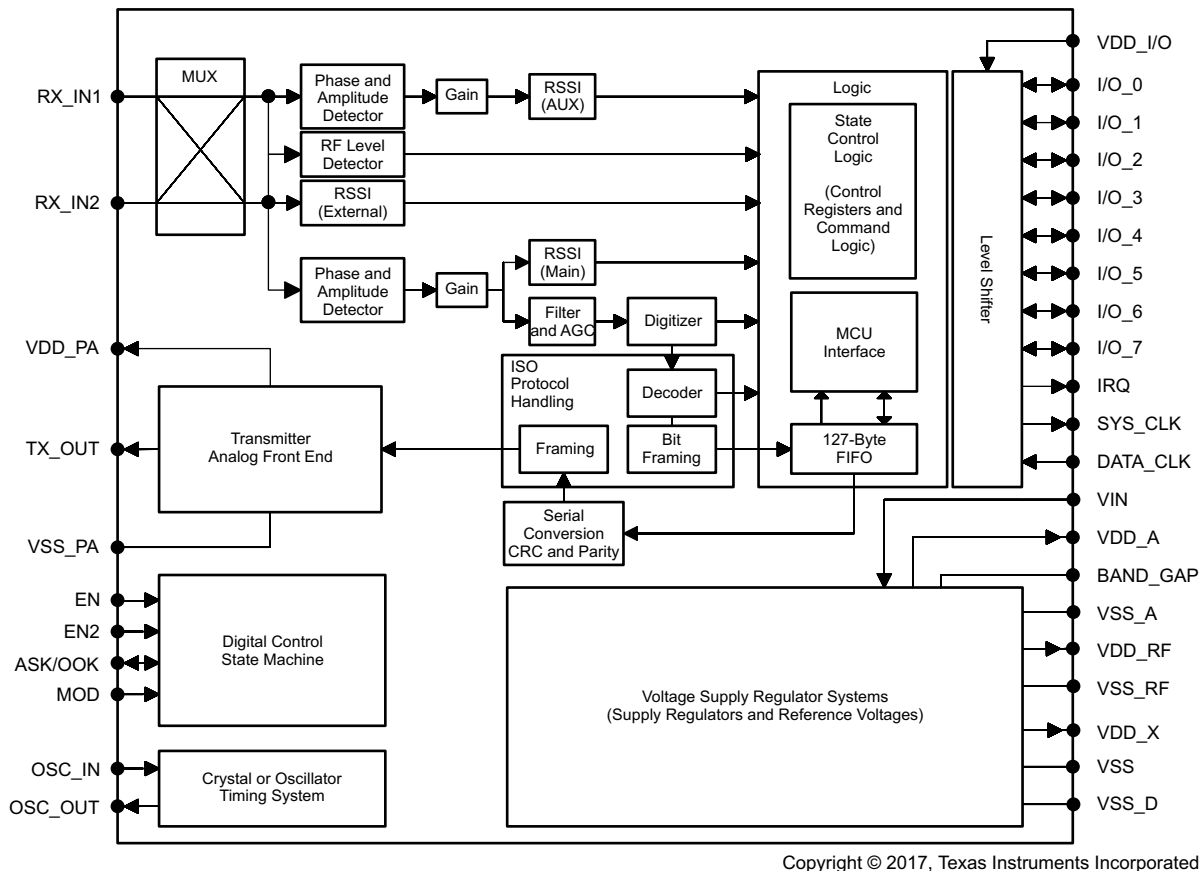 VDD_I/O
MUX
RX_IN1
Phase and
Amplitude
Detector
Gain
RSSI
(AUX)
Logic
I/O_0
State
Control
Logic
(Control
Registers and
Command
Logic)
I/O_1
RF Level
Detector
I/O_2
RX_IN2
RSSI
(External)
I/O_3
I/O_4
Level Shifter
Phase and
Amplitude
Detector
Gain
RSSI
(Main)
I/O_5
Filter
and AGC
Digitizer
I/O_6
MCU
Interface
VDD_PA
I/O_7
ISO
Protocol
Handling
Decoder
IRQ
Transmitter
Analog Front End
TX_OUT
Framing
Bit
Framing
127-Byte
FIFO
SYS_CLK
DATA_CLK
VIN
Serial
Conversion
CRC and Parity
VSS_PA
VDD_A
BAND_GAP
EN
VSS_A
EN2
Digital Control
State Machine
VDD_RF
ASK/OOK
MOD
VSS_RF
Voltage Supply Regulator Systems
(Supply Regulators and Reference Voltages)
VDD_X
OSC_IN
Crystal or Oscillator
Timing System
VSS
OSC_OUT
VSS_D
Copyright © 2017, Texas Instruments Incorporated